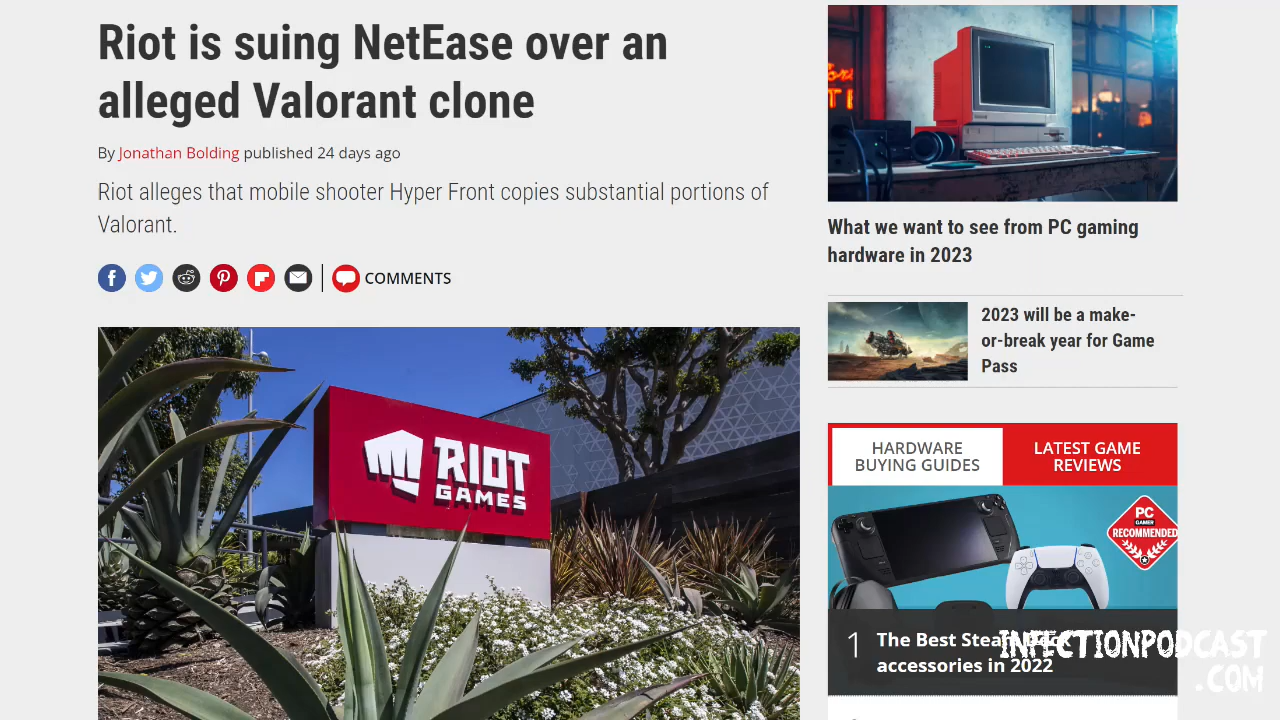 Riot is suing NetEase over an
alleged Valorant clone
By Jonathan Bolding published 24 days ago
Riot alleges that mobile shooter Hyper Front copies substantial portions of
Valorant.
COMMENTS
RIOT
GAMES
What we want to see from PC gaming
hardware in 2023
2023 will be a make-
or-break year for Game
Pass
HARDWARE
BUYING GUIDES
LATEST GAME
REVIEWS
PC
GAMER
RECOMMENDED
1
The Best Steam Deck
accessories in 2022
INFECTIONPODCAST
.COM